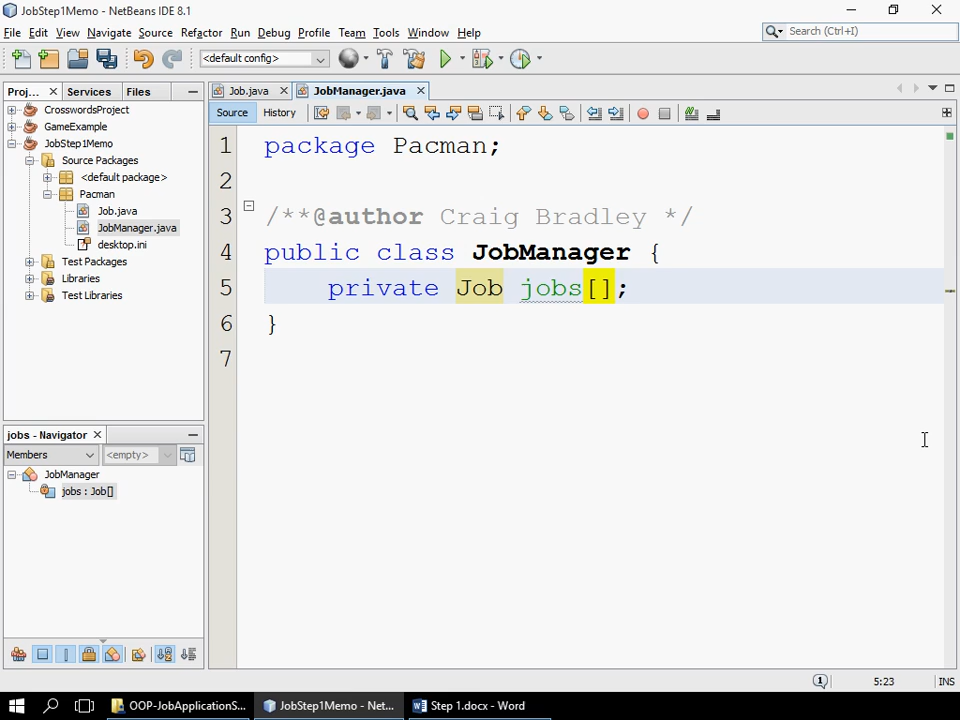 JobStep1Memo - NetBeans IDE 8.1
File Edit View Navigate Source Refactor Run Debug Profile Team Tools Window Help
Search (Ctrl+I)
<default config>
Proj... Services Files
Job.java JobManager.java
Source History
CrosswordsProject
GameExample
JobStep1Memo
Source Packages
<default package>
Pacman
Job.java
JobManager.java
desktop.ini
Test Packages
Libraries
Test Libraries
1 package Pacman;
2
3 /**@author Craig Bradley */
4 public class JobManager {
5 private Job jobs[];
6 }
7
jobs - Navigator
Members <empty>
JobManager
jobs : Job[]
1 5:23 INS
OOP-JobApplicationS... JobStep1Memo - Net... Step 1.docx - Word